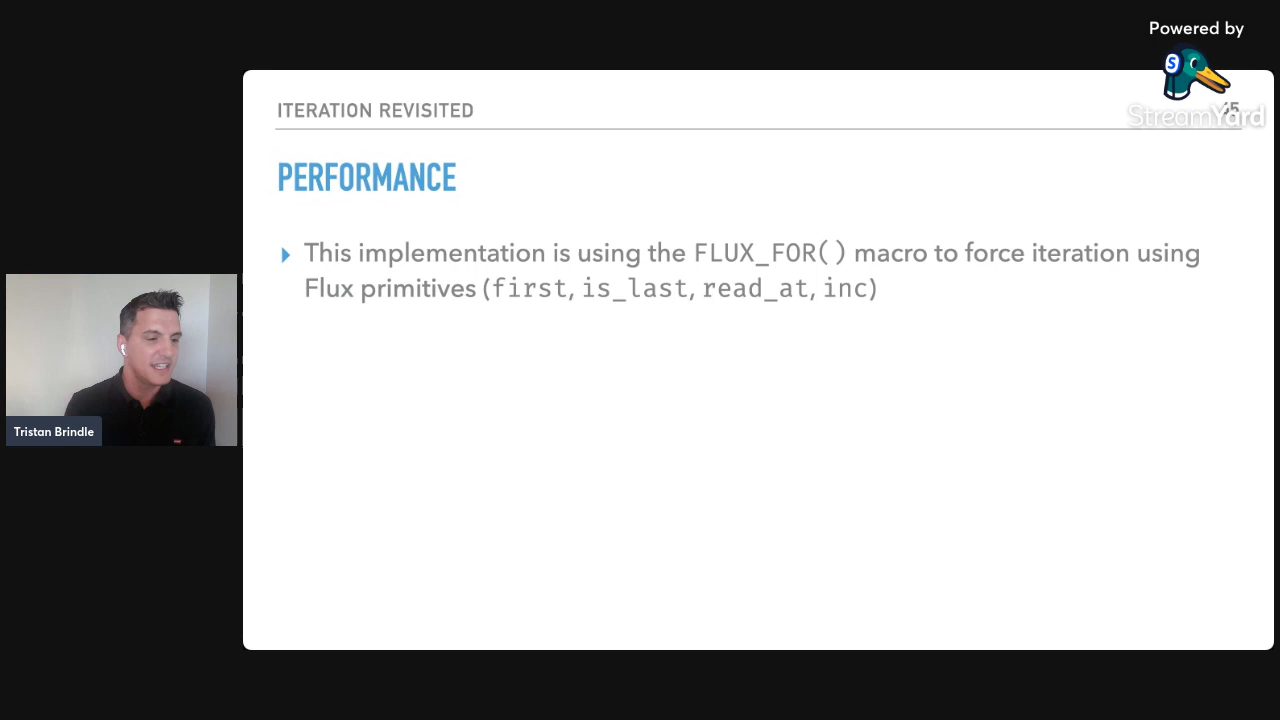 Powered by
S
StreamYard
ITERATION REVISITED
PERFORMANCE
This implementation is using the FLUX_FOR() macro to force iteration using
Flux primitives (first, is_last, read_at, inc)
Tristan Brindle